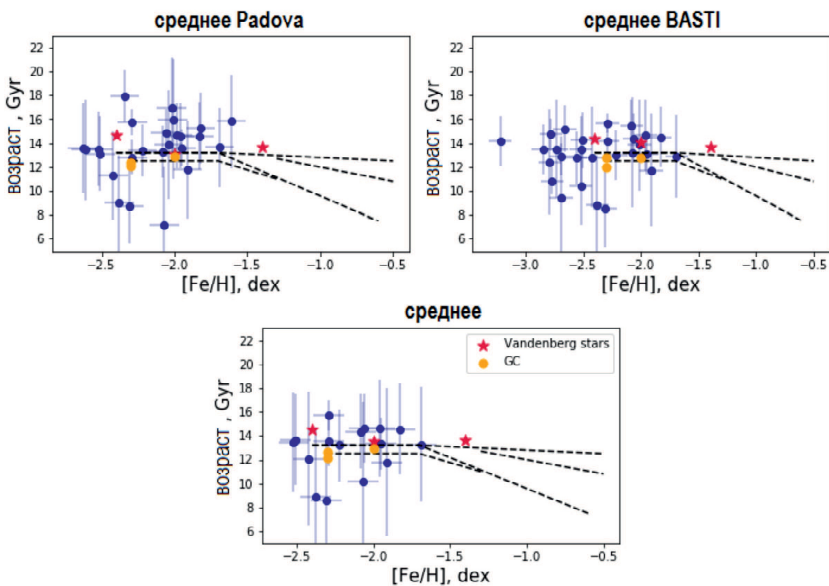 среднее Padova
возраст , Gyr
22
20
18
16
14
12
10
8
6
−2.5 −2.0 −1.5 −1.0 −0.5
[Fe/H], dex
среднее BASTI
возраст , Gyr
22
20
18
16
14
12
10
8
6
−3.0 −2.5 −2.0 −1.5 −1.0 −0.5
[Fe/H], dex
среднее
возраст , Gyr
22
20
18
16
14
12
10
8
6
Vandenberg stars
GC
−2.5 −2.0 −1.5 −1.0 −0.5
[Fe/H], dex